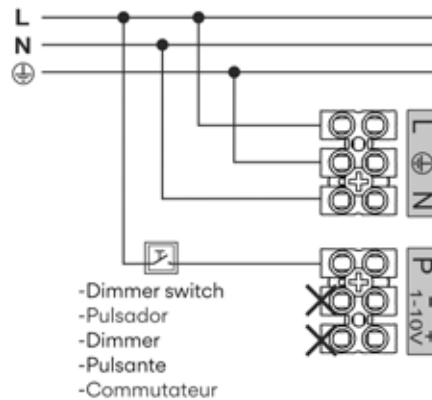 L
N
L
N
P
- +
1-10V
-Dimmer switch
-Pulsador
-Dimmer
-Pulsante
-Commutateur